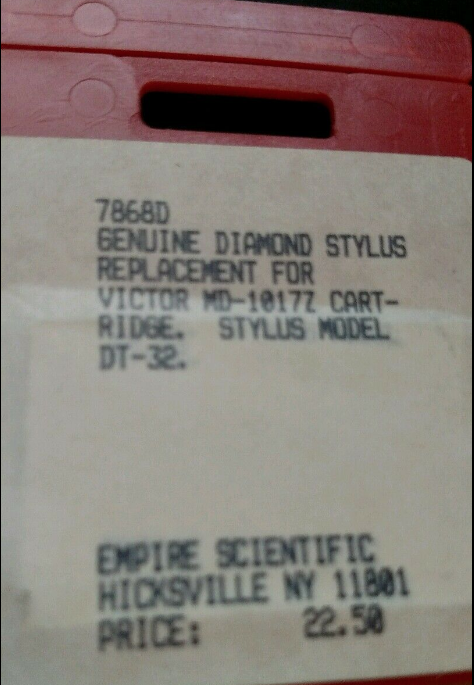 7868D
GENUINE DIAMOND STYLUS
REPLACEMENT FOR
VICTOR MD-1017Z CART-
RIDGE. STYLUS MODEL
DT-32.
EMPIRE SCIENTIFIC
HICKSVILLE NY 11801
PRICE: 22.50